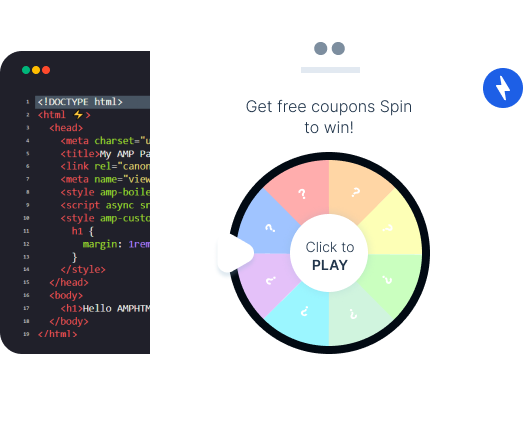 1 <!DOCTYPE html>
2 <html ⚡>
3 <head>
4 <meta charset="u
5 <title>My AMP Pa
6 <link rel="canon
7 <meta name="view
8 <style amp-boile
9 <script async sr
10 <style amp-custo
11 h1 {
12 margin: 1rem
13 }
14 </style>
15 </head>
16 <body>
17 <h1>Hello AMPHTM
18 </body>
19 </html>
Get free coupons Spin
to win!
? ? ? ? ? ? ? ?
Click to
PLAY